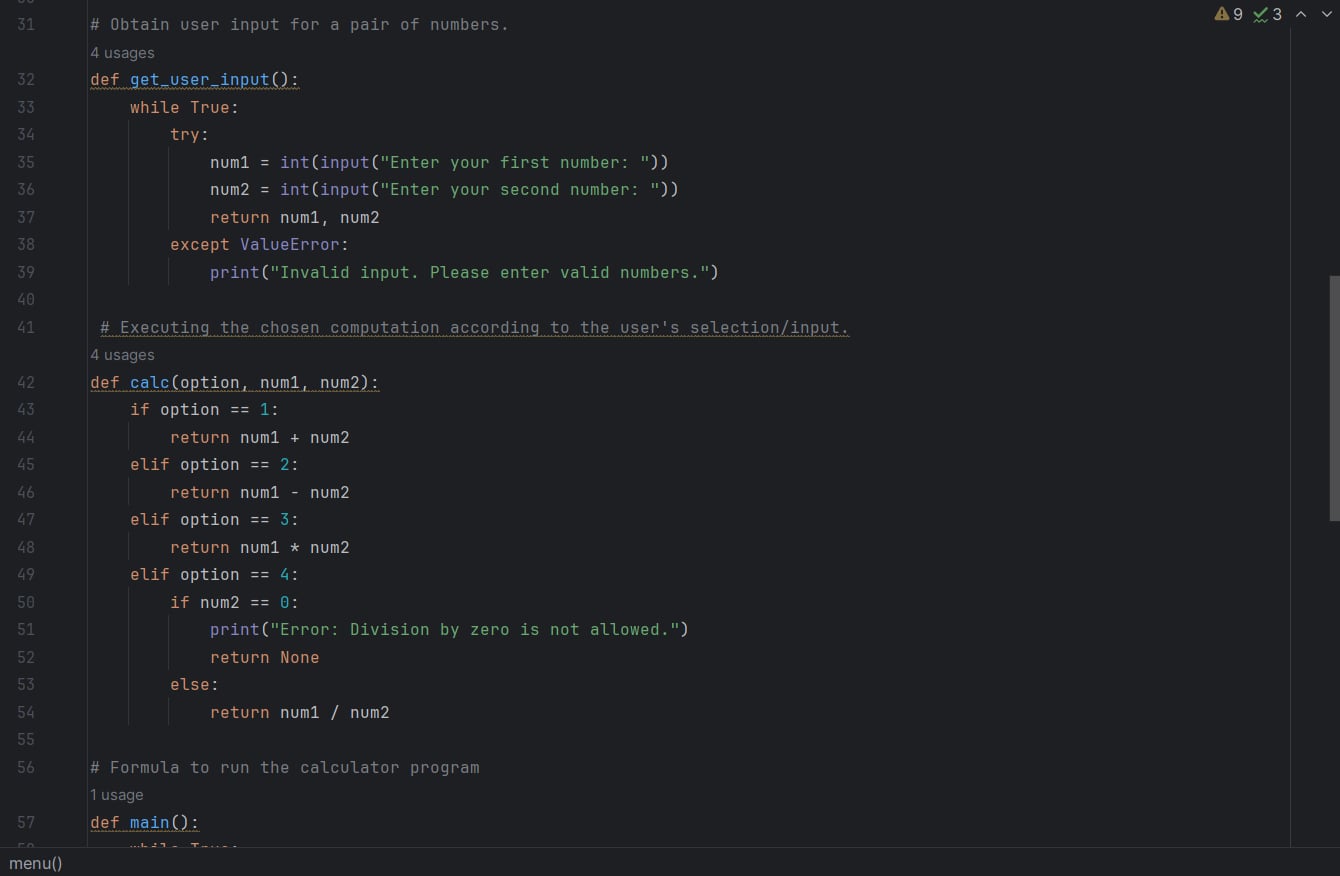 9 3
31 # Obtain user input for a pair of numbers.
4 usages
32 def get_user_input():
33     while True:
34         try:
35             num1 = int(input("Enter your first number: "))
36             num2 = int(input("Enter your second number: "))
37             return num1, num2
38         except ValueError:
39             print("Invalid input. Please enter valid numbers.")
40
41  # Executing the chosen computation according to the user's selection/input.
4 usages
42 def calc(option, num1, num2):
43     if option == 1:
44         return num1 + num2
45     elif option == 2:
46         return num1 - num2
47     elif option == 3:
48         return num1 * num2
49     elif option == 4:
50         if num2 == 0:
51             print("Error: Division by zero is not allowed.")
52             return None
53         else:
54             return num1 / num2
55
56 # Formula to run the calculator program
1 usage
57 def main():
58     while True:
menu()